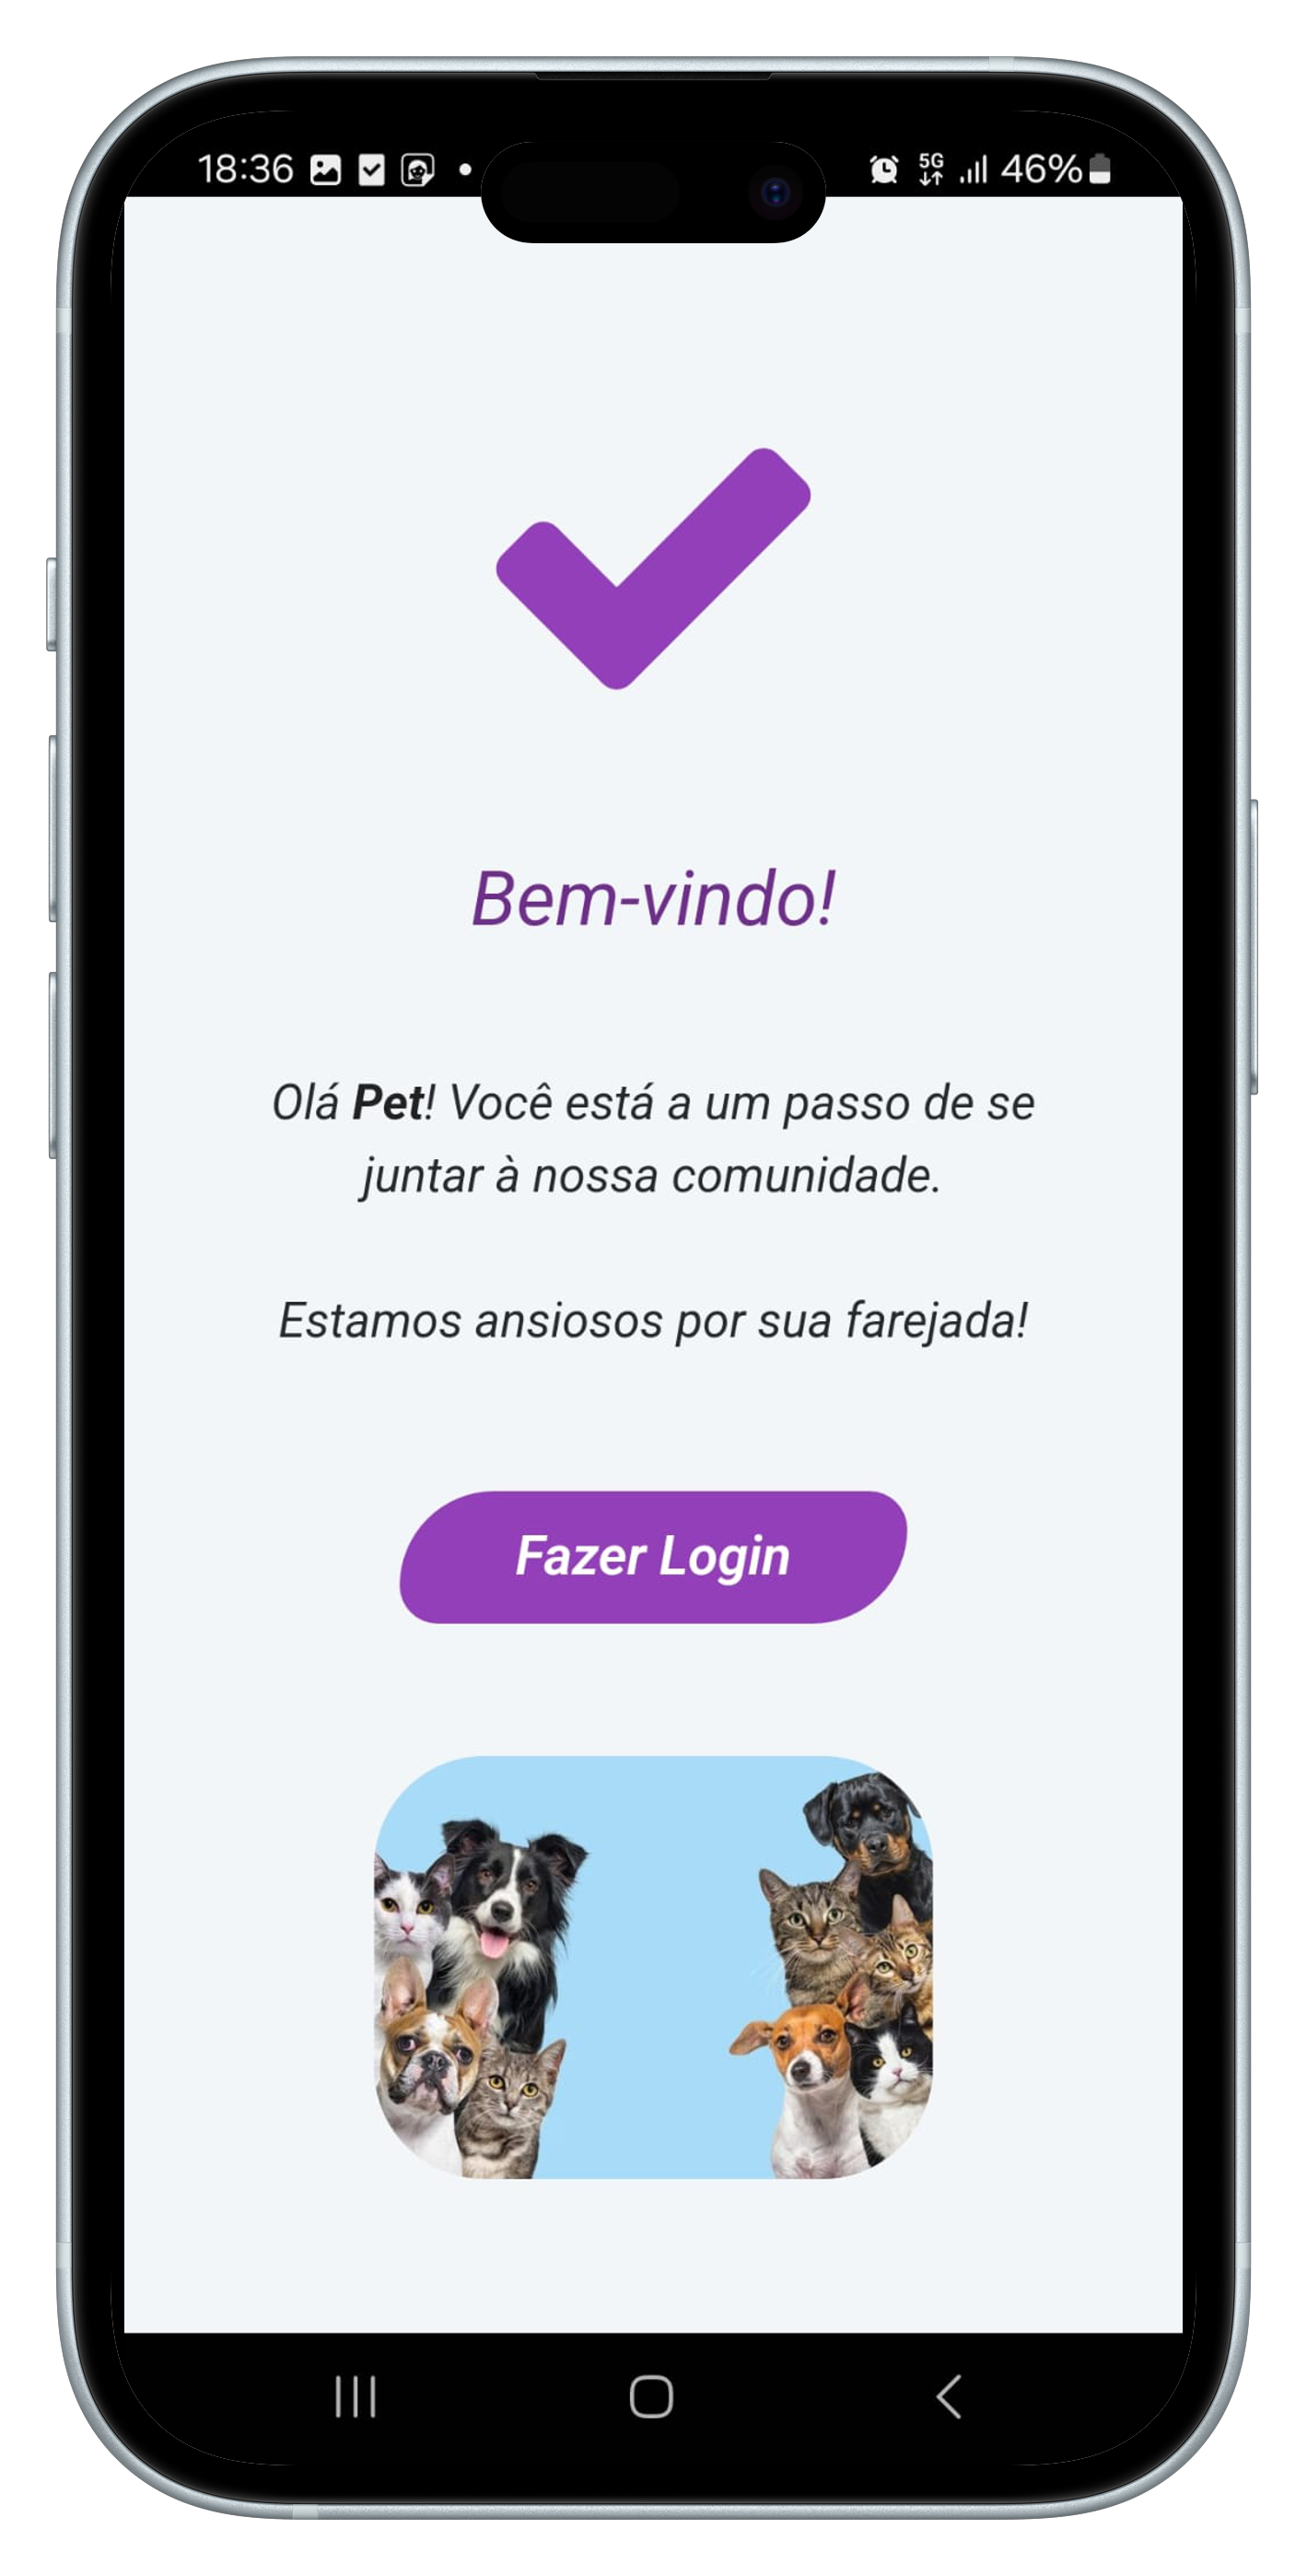 18:36 5G 46%
Bem-vindo!
Olá Pet! Você está a um passo de se
juntar à nossa comunidade.
Estamos ansiosos por sua farejada!
Fazer Login